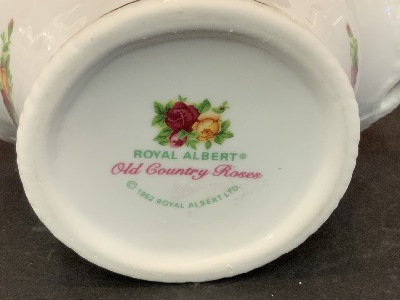 ROYAL ALBERT®
Old Country Roses
© 1962 ROYAL ALBERT LTD.